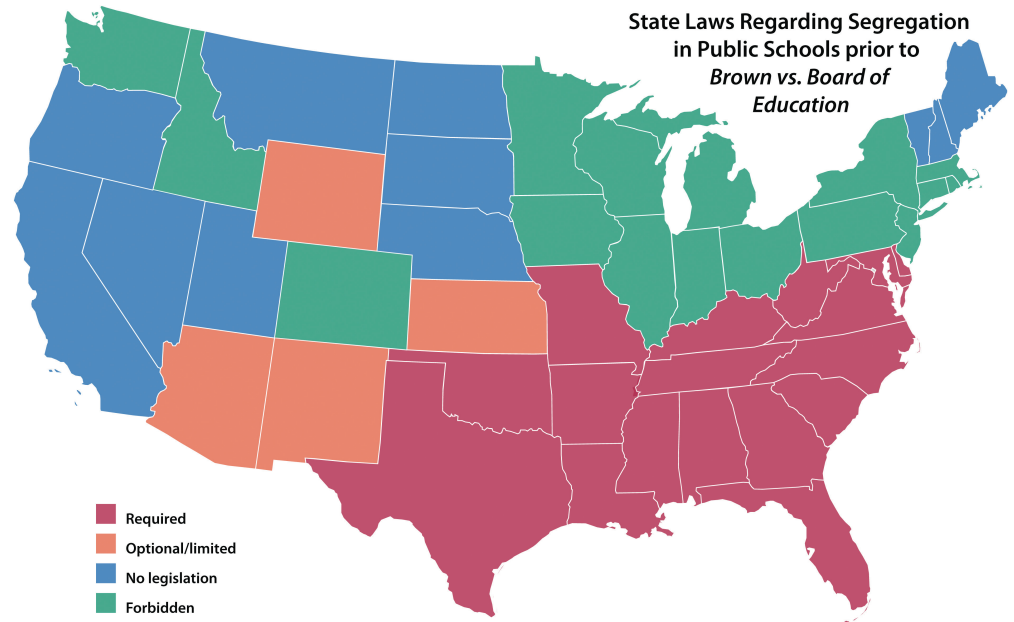 State Laws Regarding Segregation
in Public Schools prior to
Brown vs. Board of
Education
Required
Optional/limited
No legislation
Forbidden